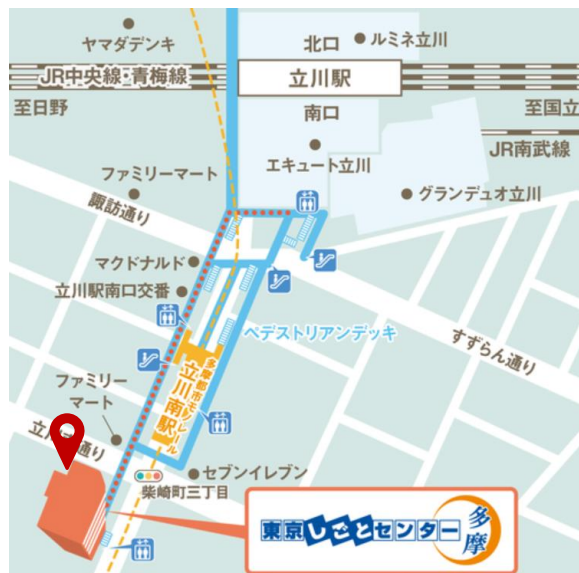 ヤマダデンキ
北口
ルミネ立川
JR中央線・青梅線
立川駅
至日野
南口
至国立
JR南武線
エキュート立川
ファミリーマート
グランデュオ立川
諏訪通り
マクドナルド
立川駅南口交番
ペデストリアンデッキ
すずらん通り
多摩都市モノレール
立川南駅
ファミリー
マート
立川
通り
セブンイレブン
柴崎町三丁目
東京しごとセンター多摩